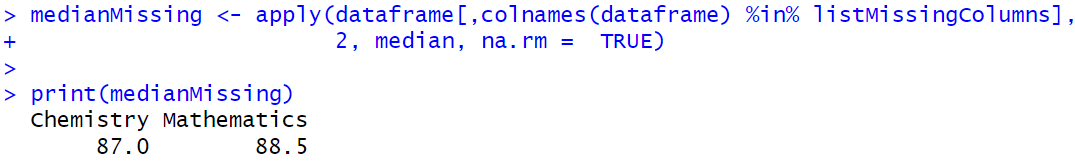 > medianMissing <- apply(dataframe[,colnames(dataframe) %in% listMissingColumns],
+                        2, median, na.rm =  TRUE)
>
> print(medianMissing)
  Chemistry Mathematics
       87.0        88.5